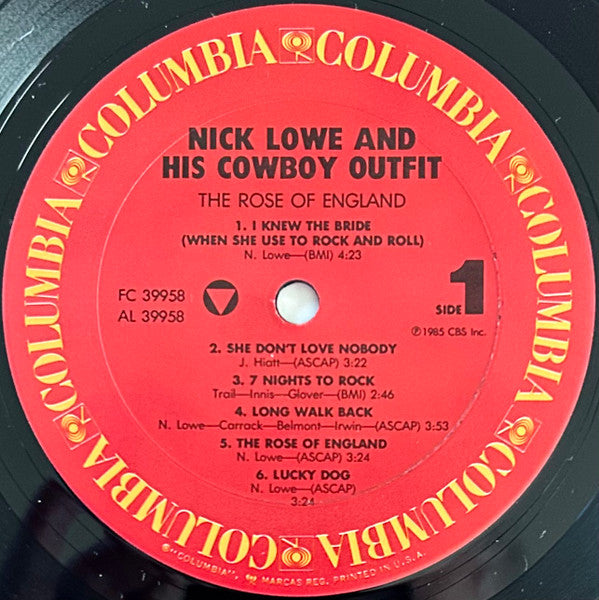 COLUMBIA COLUMBIA COLUMBIA COLUMBIA COLUMBIA COLUMBIA
NICK LOWE AND
HIS COWBOY OUTFIT
THE ROSE OF ENGLAND
1. I KNEW THE BRIDE
(WHEN SHE USE TO ROCK AND ROLL)
N. Lowe—(BMI) 4:23
FC 39958
AL 39958
SIDE 1
℗1985 CBS Inc.
2. SHE DON'T LOVE NOBODY
J. Hiatt—(ASCAP) 3:22
3. 7 NIGHTS TO ROCK
Trail—Innis—Glover—(BMI) 2:46
4. LONG WALK BACK
N. Lowe—Carrack—Belmont—Irwin—(ASCAP) 3:53
5. THE ROSE OF ENGLAND
N. Lowe—(ASCAP) 3:24
6. LUCKY DOG
N. Lowe—(ASCAP)
3:24
©"COLUMBIA", MARCAS REG. PRINTED IN U.S.A.